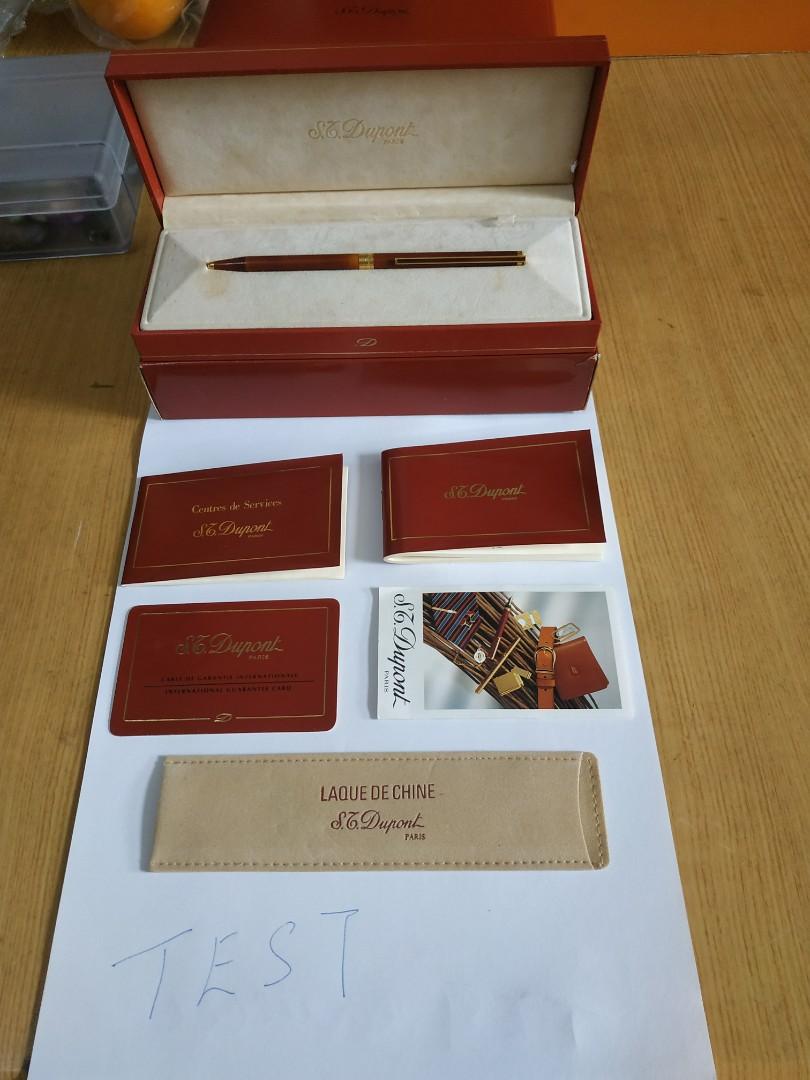 S.T. Dupont
S.T. Dupont
PARIS
D
Centres de Services
S.T. Dupont
PARIS
S.T. Dupont
PARIS
S.T. Dupont
PARIS
CARTE DE GARANTIE INTERNATIONALE
INTERNATIONAL GUARANTEE CARD
D
S.T. Dupont
PARIS
LAQUE DE CHINE
S.T. Dupont
PARIS
TEST